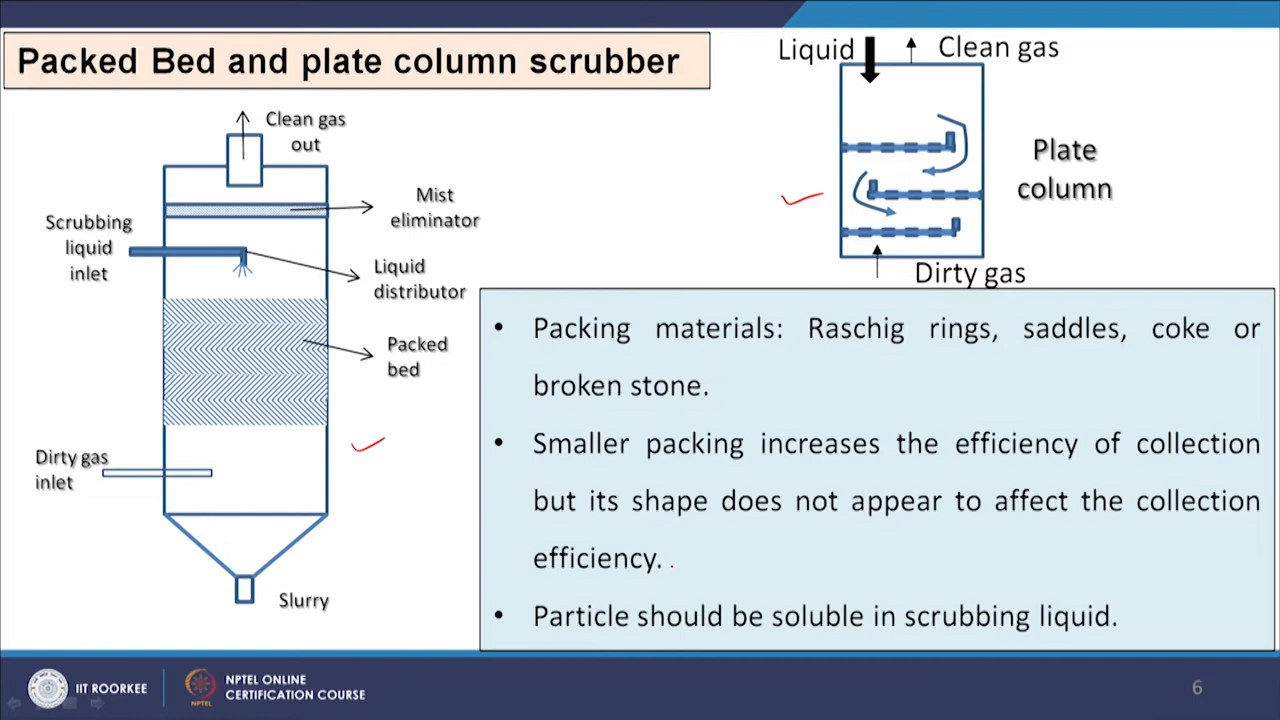 Packed Bed and plate column scrubber
Clean gas
out
Mist
eliminator
Scrubbing
liquid
inlet
Liquid
distributor
Packed
bed
Dirty gas
inlet
Slurry
Liquid
Clean gas
Plate
column
Dirty gas
• Packing materials: Raschig rings, saddles, coke or
broken stone.
• Smaller packing increases the efficiency of collection
but its shape does not appear to affect the collection
efficiency.
• Particle should be soluble in scrubbing liquid.
IIT ROORKEE
NPTEL
NPTEL ONLINE
CERTIFICATION COURSE
6